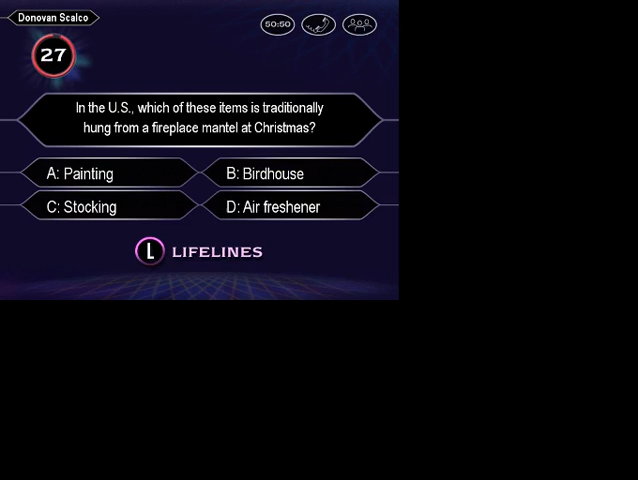 Donovan Scalco
50:50
27
In the U.S., which of these items is traditionally
hung from a fireplace mantel at Christmas?
A: Painting
B: Birdhouse
C: Stocking
D: Air freshener
L LIFELINES